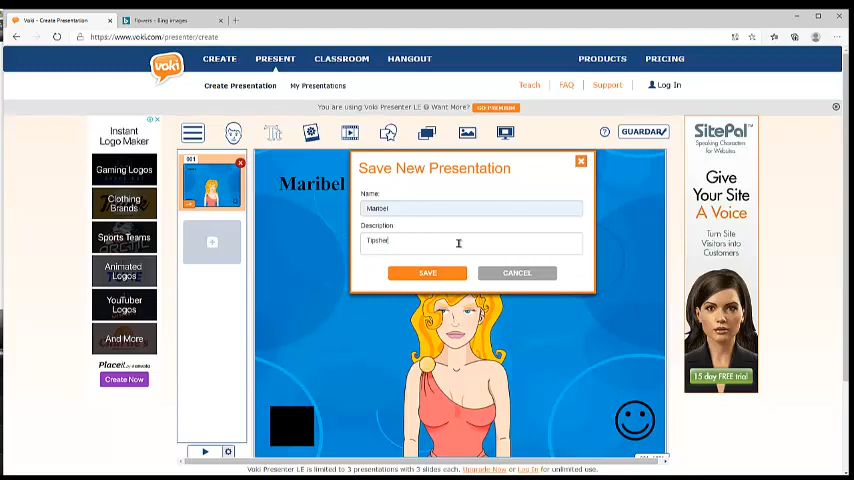 Voki - Create Presentation
flowers - Bing images
https://www.voki.com/presenter/create
voki
CREATE PRESENT CLASSROOM HANGOUT PRODUCTS PRICING
Create Presentation My Presentations Teach FAQ Support Log In
You are using Voki Presenter LE @ Want More? GO PREMIUM
Instant
Logo Maker
Gaming Logos
Clothing
Brands
Sports Teams
Animated
Logos
YouTuber
Logos
And More
Placeit
Create Now
Tt
GUARDAR
001
Maribel
Save New Presentation
Name:
Maribel
Description:
Tipshe
SAVE CANCEL
SitePal
Speaking Characters
for Websites
Give
Your Site
A Voice
Turn Site
Visitors into
Customers
15 day FREE trial
Voki Presenter LE is limited to 3 presentations with 3 slides each. Upgrade Now or Log In for unlimited use.